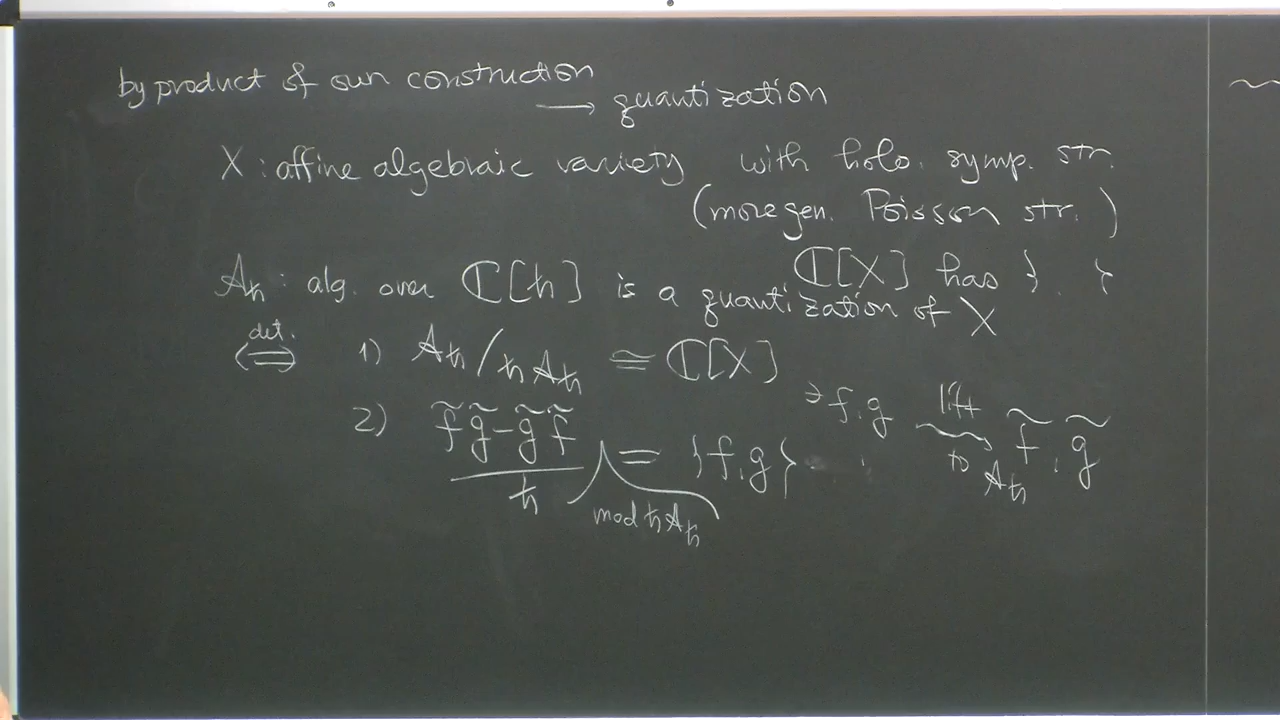 by product of our construction
⟶ quantization
X : affine algebraic variety with holo. symp. str.
(more gen. Poisson str. )
ℂ[X] has { , }
𝒜ℏ : alg. over ℂ[ℏ] is a quantization of X
⟺ def. 1) 𝒜ℏ / ℏ𝒜ℏ ≅ ℂ[X]
∋ f, g lift ⟿ to 𝒜ℏ f̃, g̃
2) (f̃ g̃ − g̃ f̃) / ℏ = {f, g}
mod ℏ𝒜ℏ